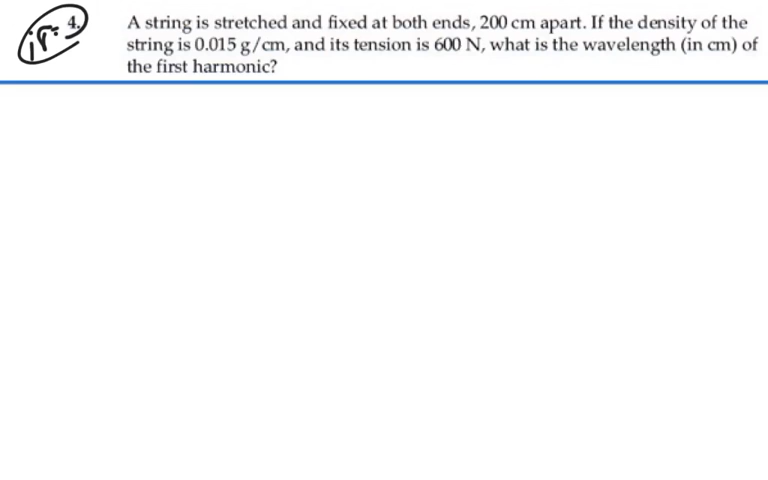 4. A string is stretched and fixed at both ends, 200 cm apart. If the density of the
string is 0.015 g/cm, and its tension is 600 N, what is the wavelength (in cm) of
the first harmonic?